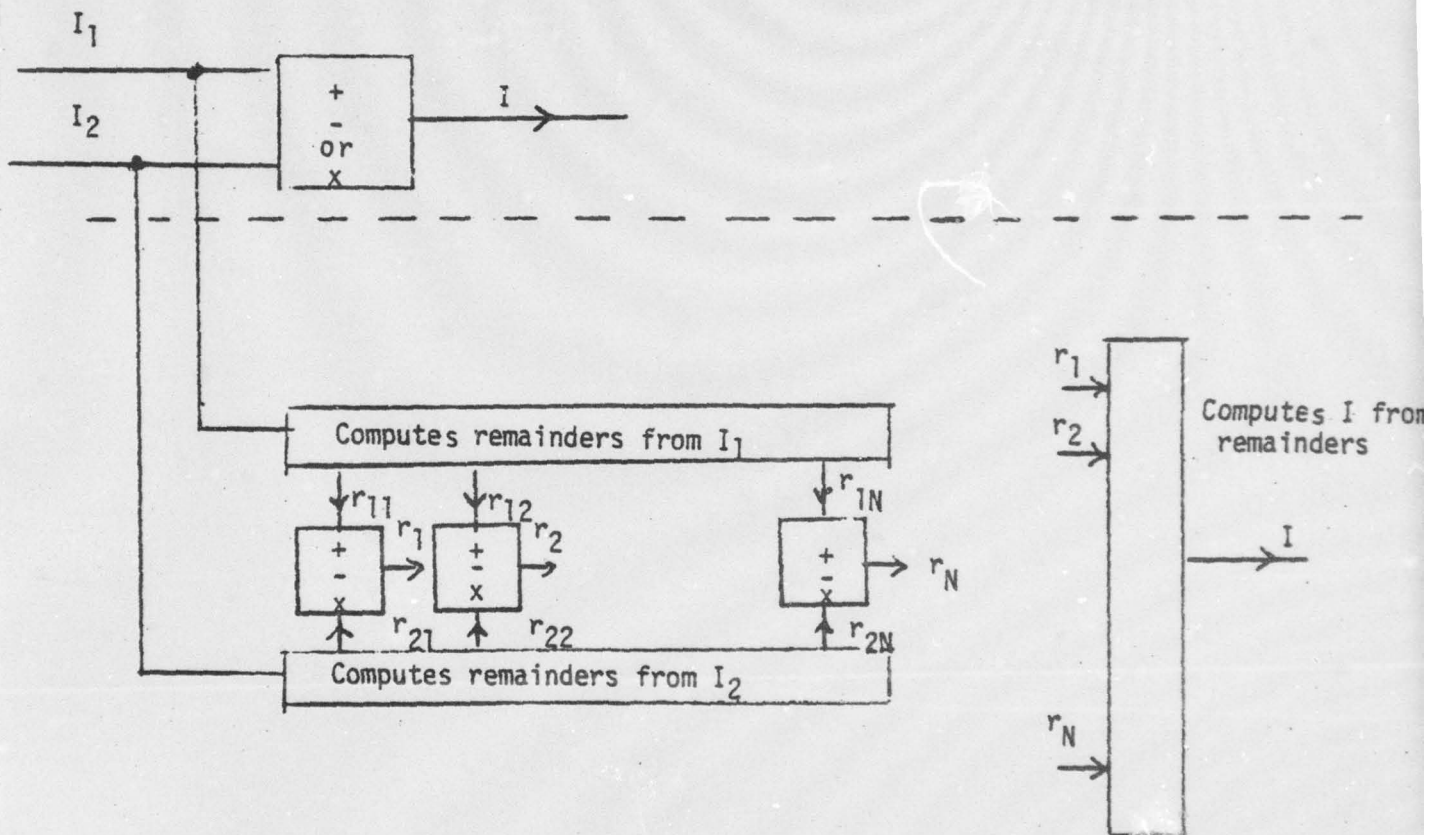 I1
I2
+
-
or
x
I
Computes remainders from I1
r11
r12
r1N
+
-
x
r1
+
-
x
r2
+
-
x
rN
r21
r22
r2N
Computes remainders from I2
r1
r2
rN
Computes I from
remainders
I